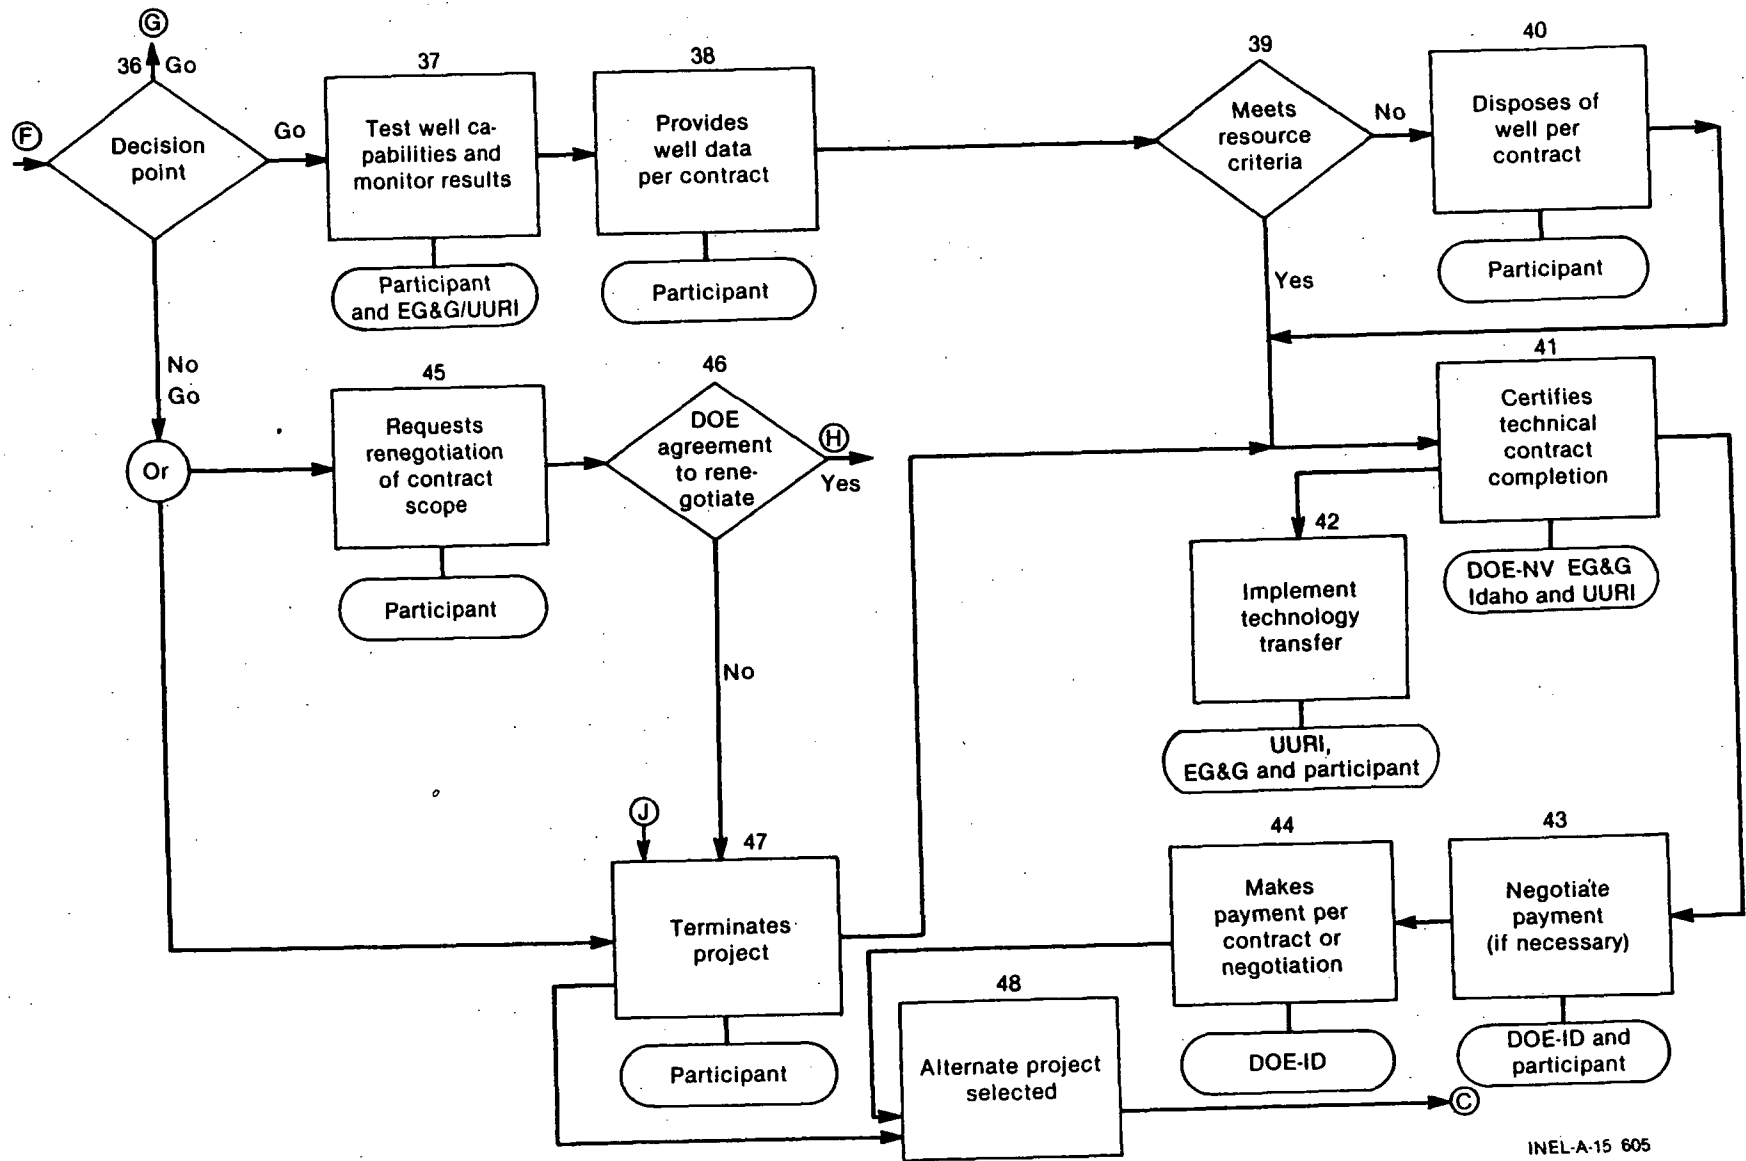 G
36
Go
F
Decision
point
Go
37
Test well ca-
pabilities and
monitor results
Participant
and EG&G/UURI
38
Provides
well data
per contract
Participant
39
Meets
resource
criteria
No
Yes
40
Disposes of
well per
contract
Participant
No
Go
Or
45
Requests
renegotiation
of contract
scope
Participant
46
DOE
agreement
to rene-
gotiate
H
Yes
No
41
Certifies
technical
contract
completion
DOE-NV EG&G
Idaho and UURI
42
Implement
technology
transfer
UURI,
EG&G and participant
J
47
Terminates
project
Participant
44
Makes
payment per
contract or
negotiation
DOE-ID
43
Negotiate
payment
(if necessary)
DOE-ID and
participant
48
Alternate project
selected
C
INEL-A-15 605